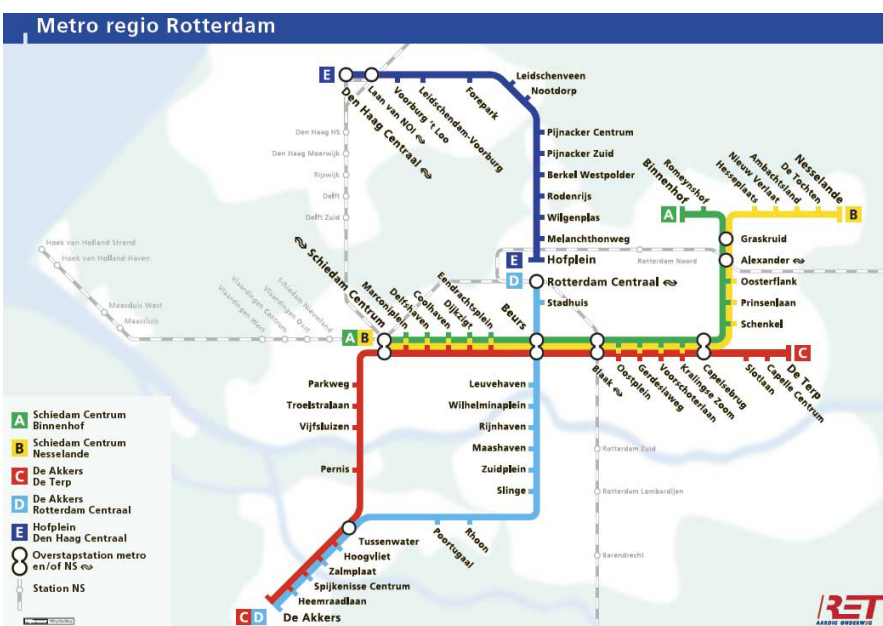 Metro regio Rotterdam
E
Den Haag Centraal
Laan van NOI
Voorburg 't Loo
Leidschendam-Voorburg
Forepark
Leidschenveen
Nootdorp
Pijnacker Centrum
Pijnacker Zuid
Berkel Westpolder
Rodenrijs
Wilgenplas
Melanchthonweg
E Hofplein
D Rotterdam Centraal
Stadhuis
Den Haag HS
Den Haag Moerwijk
Rijswijk
Delft
Delft Zuid
Hoek van Holland Strand
Hoek van Holland Haven
Maassluis West
Maassluis
Vlaardingen West
Vlaardingen Centrum
Vlaardingen Oost
Schiedam Nieuwland
A B
Schiedam Centrum
Marconiplein
Delfshaven
Coolhaven
Dijkzigt
Eendrachtsplein
Beurs
Blaak
Oostplein
Gerdesiaweg
Voorschoterlaan
Kralingse Zoom
Capelsebrug
Slotlaan
Capelle Centrum
De Terp
C
A
Binnenhof
Romeynshof
Hesseplaats
Nieuw Verlaat
Ambachtsland
De Tochten
Nesselande
B
Graskruid
Alexander
Oosterflank
Prinsenlaan
Schenkel
Rotterdam Noord
Parkweg
Troelstralaan
Vijfsluizen
Pernis
Leuvehaven
Wilhelminaplein
Rijnhaven
Maashaven
Zuidplein
Slinge
Rhoon
Poortugaal
Tussenwater
Hoogvliet
Zalmplaat
Spijkenisse Centrum
Heemraadlaan
C D De Akkers
Rotterdam Zuid
Rotterdam Lombardijen
Barendrecht
A Schiedam Centrum
Binnenhof
B Schiedam Centrum
Nesselande
C De Akkers
De Terp
D De Akkers
Rotterdam Centraal
E Hofplein
Den Haag Centraal
Overstapstation metro
en/of NS
Station NS
RET
AARDIG ONDERWEG